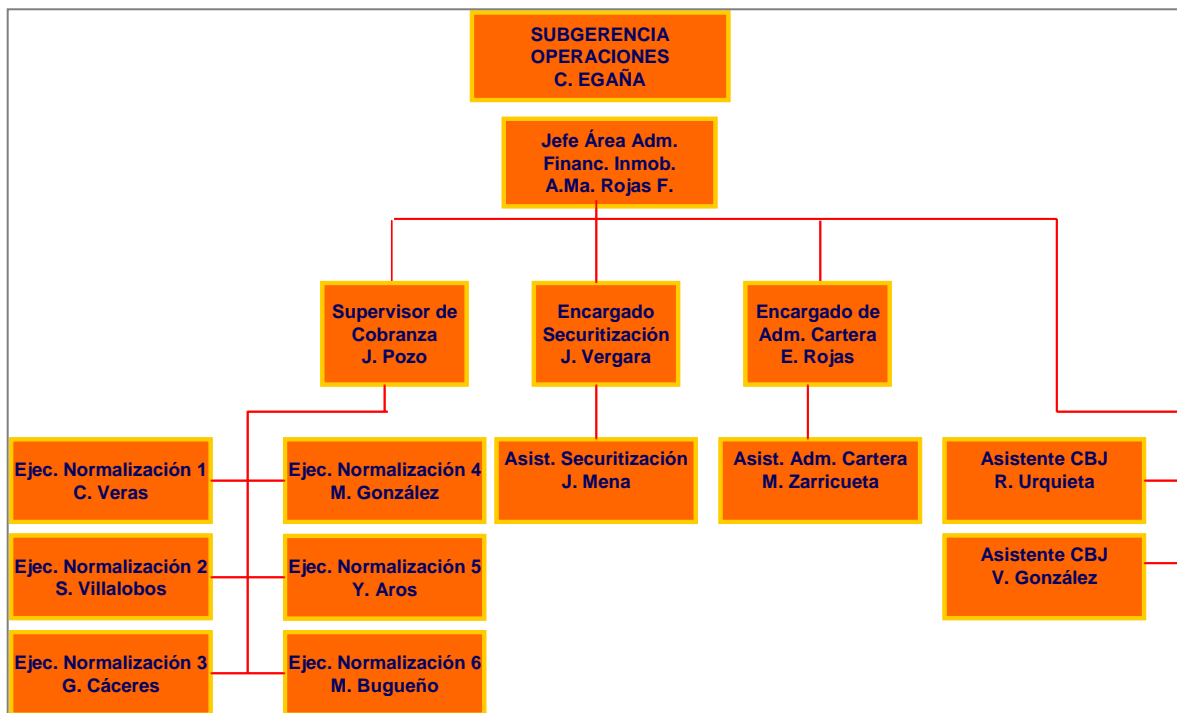 SUBGERENCIA
OPERACIONES
C. EGAÑA
Jefe Área Adm.
Financ. Inmob.
A.Ma. Rojas F.
Supervisor de
Cobranza
J. Pozo
Encargado
Securitización
J. Vergara
Encargado de
Adm. Cartera
E. Rojas
Ejec. Normalización 1
C. Veras
Ejec. Normalización 4
M. González
Asist. Securitización
J. Mena
Asist. Adm. Cartera
M. Zarricueta
Asistente CBJ
R. Urquieta
Ejec. Normalización 2
S. Villalobos
Ejec. Normalización 5
Y. Aros
Asistente CBJ
V. González
Ejec. Normalización 3
G. Cáceres
Ejec. Normalización 6
M. Bugueño